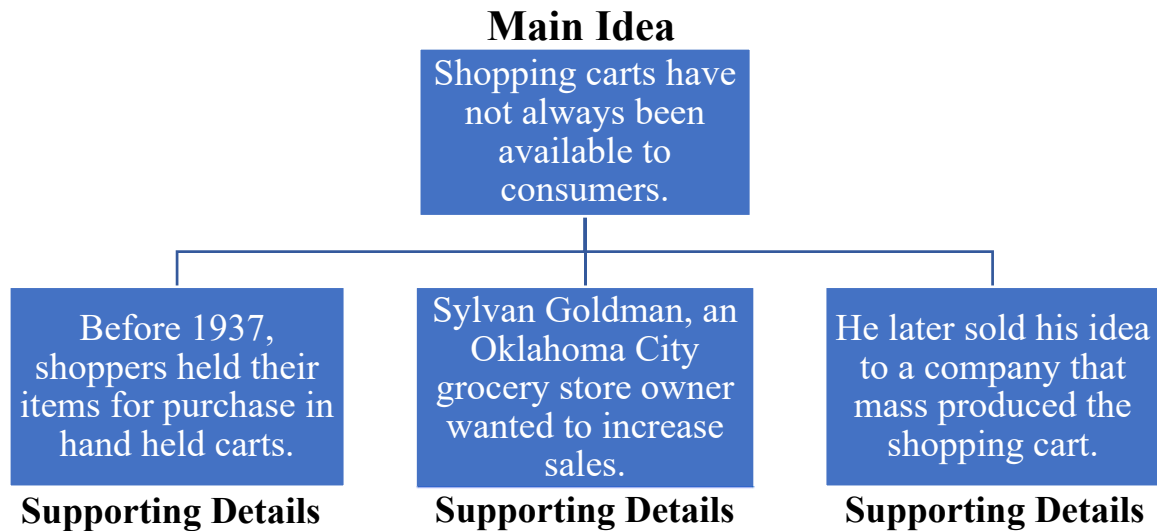 Main Idea
Shopping carts have
not always been
available to
consumers.
Before 1937,
shoppers held their
items for purchase in
hand held carts.
Supporting Details
Sylvan Goldman, an
Oklahoma City
grocery store owner
wanted to increase
sales.
Supporting Details
He later sold his idea
to a company that
mass produced the
shopping cart.
Supporting Details